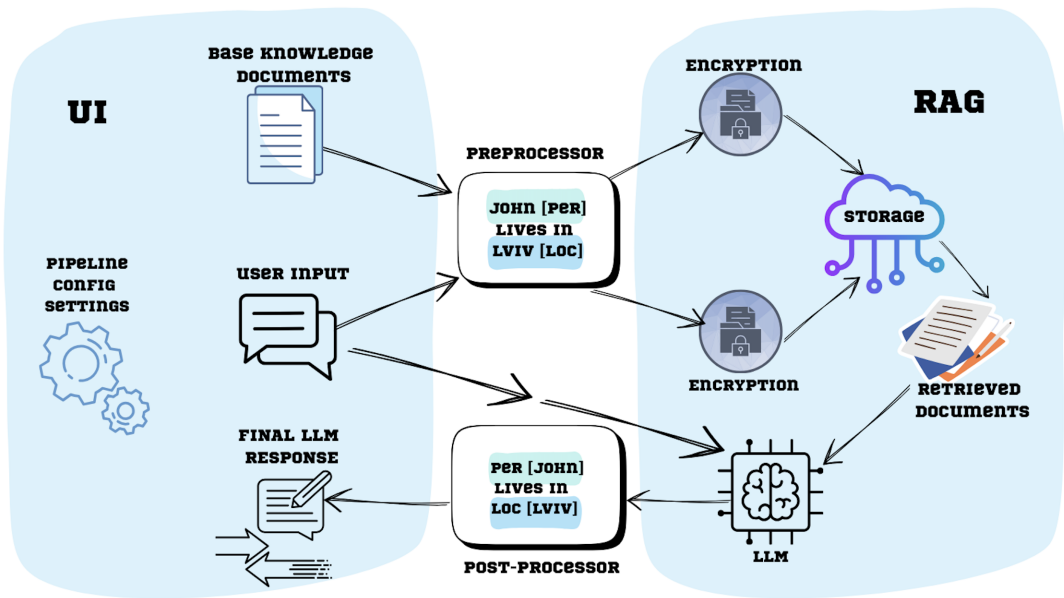 BASE KNOWLEDGE
DOCUMENTS
UI
ENCRYPTION
RAG
PREPROCESSOR
JOHN [PER]
LIVES IN
LVIV [LOC]
STORAGE
PIPELINE
CONFIG
SETTINGS
USER INPUT
ENCRYPTION
RETRIEVED
DOCUMENTS
FINAL LLM
RESPONSE
PER [JOHN]
LIVES IN
LOC [LVIV]
LLM
POST-PROCESSOR